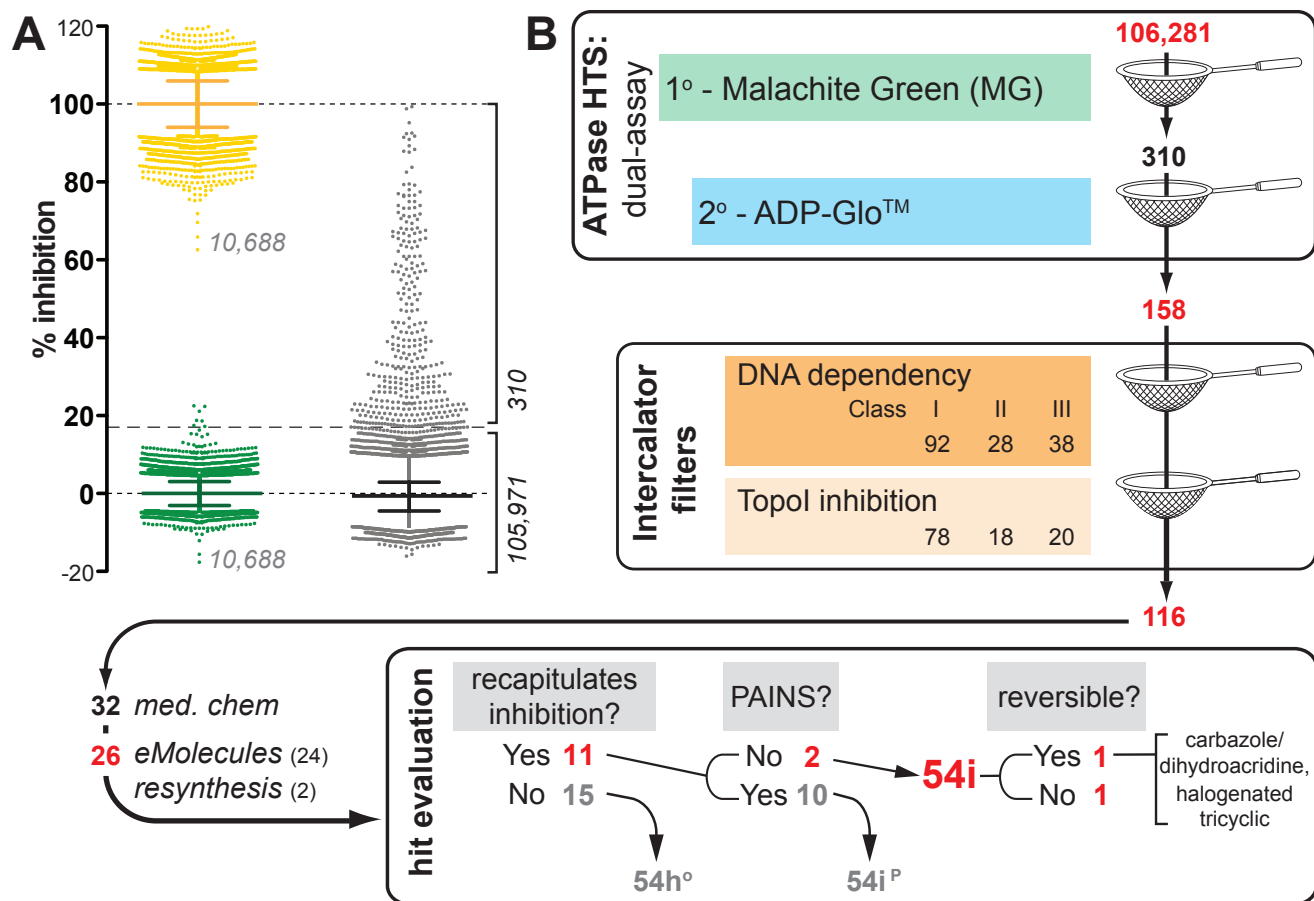 A
% inhibition
120
100
80
60
40
20
0
-20
10,688
10,688
310
105,971
B
ATPase HTS:
dual-assay
106,281
1º - Malachite Green (MG)
310
2º - ADP-Glo™
158
Intercalator
filters
DNA dependency
Class I II III
92 28 38
TopoI inhibition
78 18 20
116
32 med. chem
26 eMolecules (24)
resynthesis (2)
hit evaluation
recapitulates
inhibition?
Yes 11
No 15
54hº
PAINS?
No 2
Yes 10
54i P
54i
reversible?
Yes 1
No 1
carbazole/
dihydroacridine,
halogenated
tricyclic